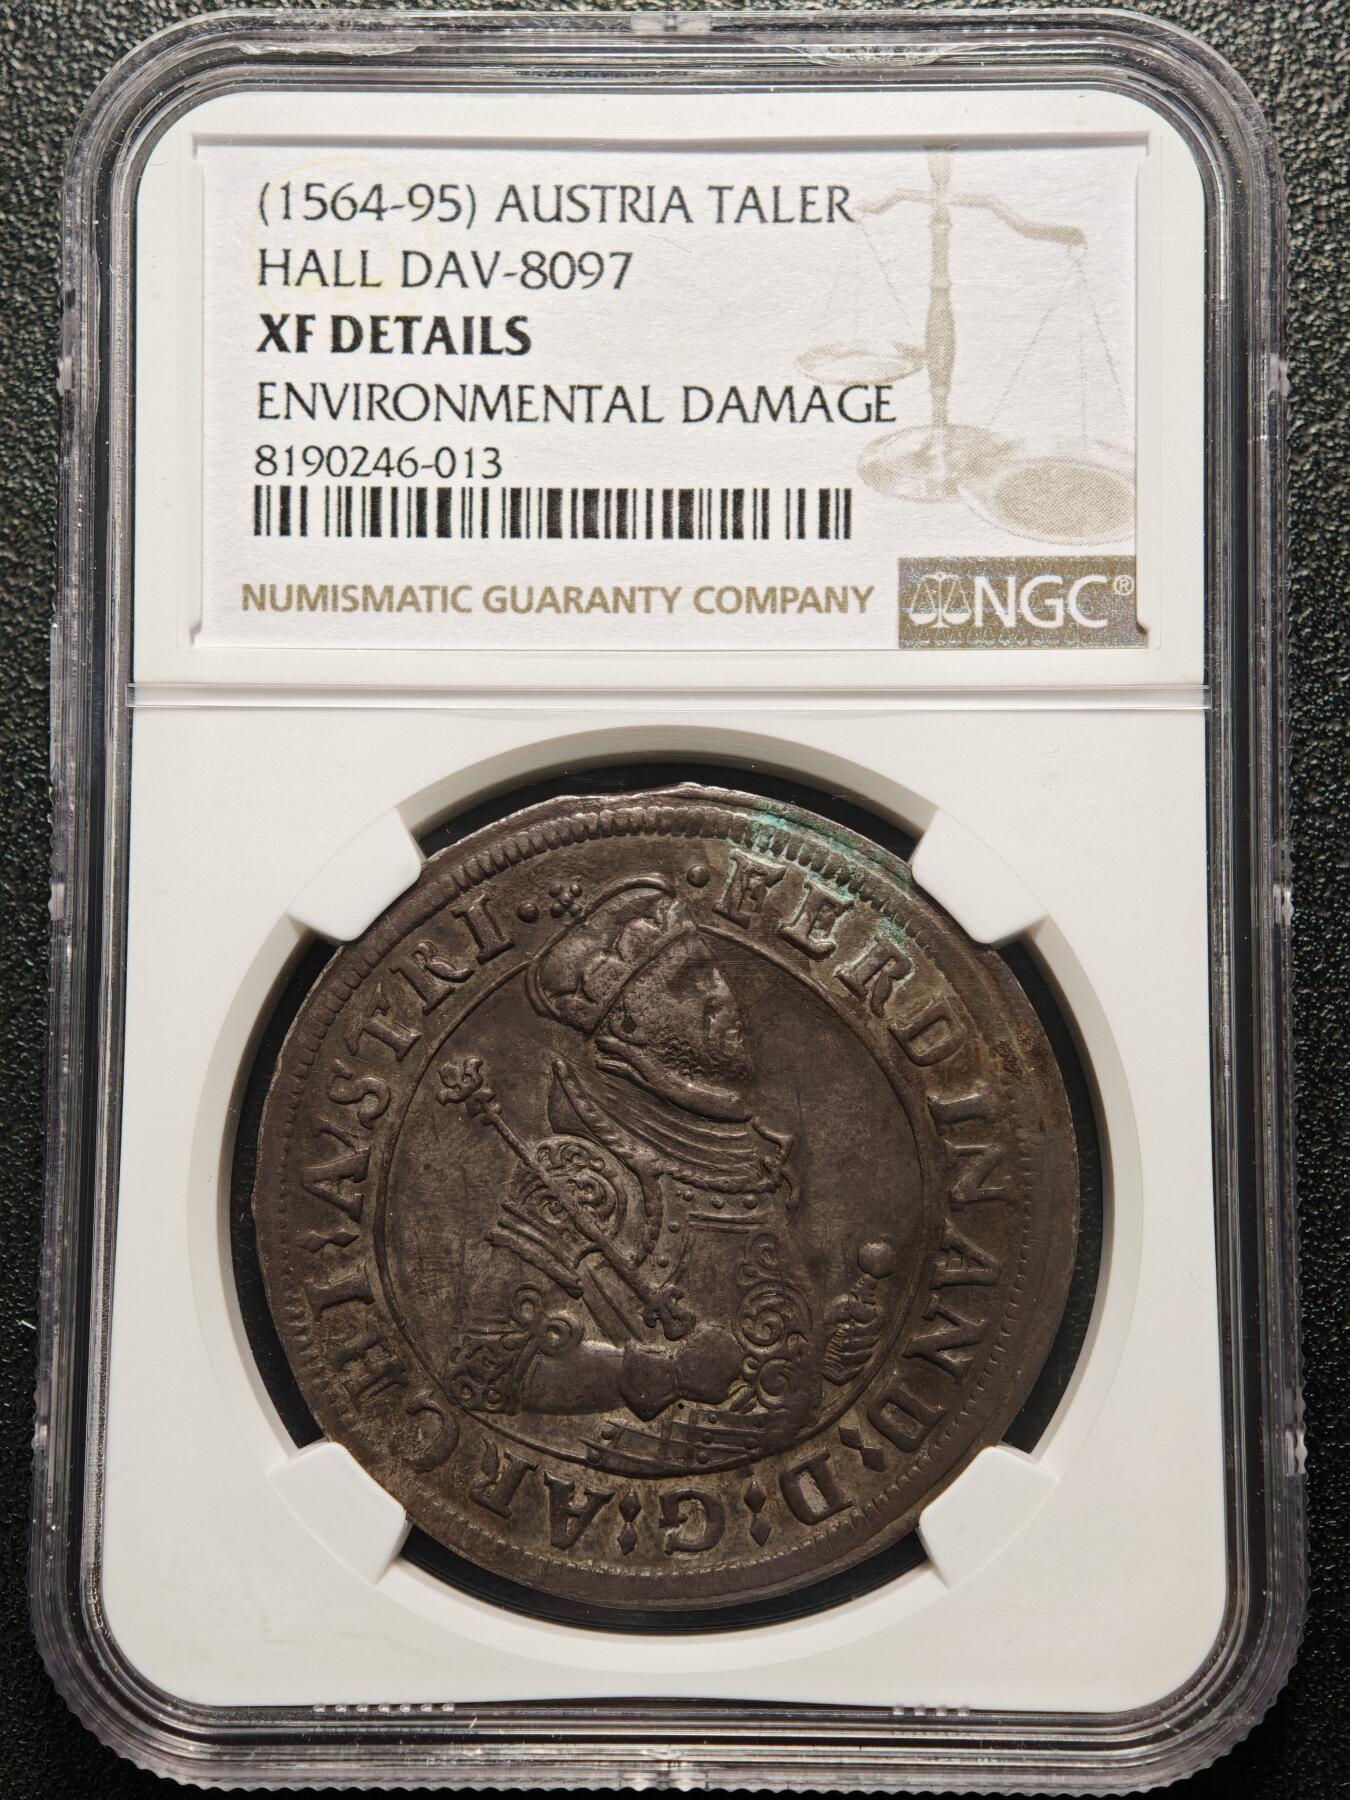 (1564-95) AUSTRIA TALER
HALL DAV-8097
XF DETAILS
ENVIRONMENTAL DAMAGE
8190246-013
NUMISMATIC GUARANTY COMPANY
NGC®
·FERDINAND:D:G:ARCHI:AVSTRI·